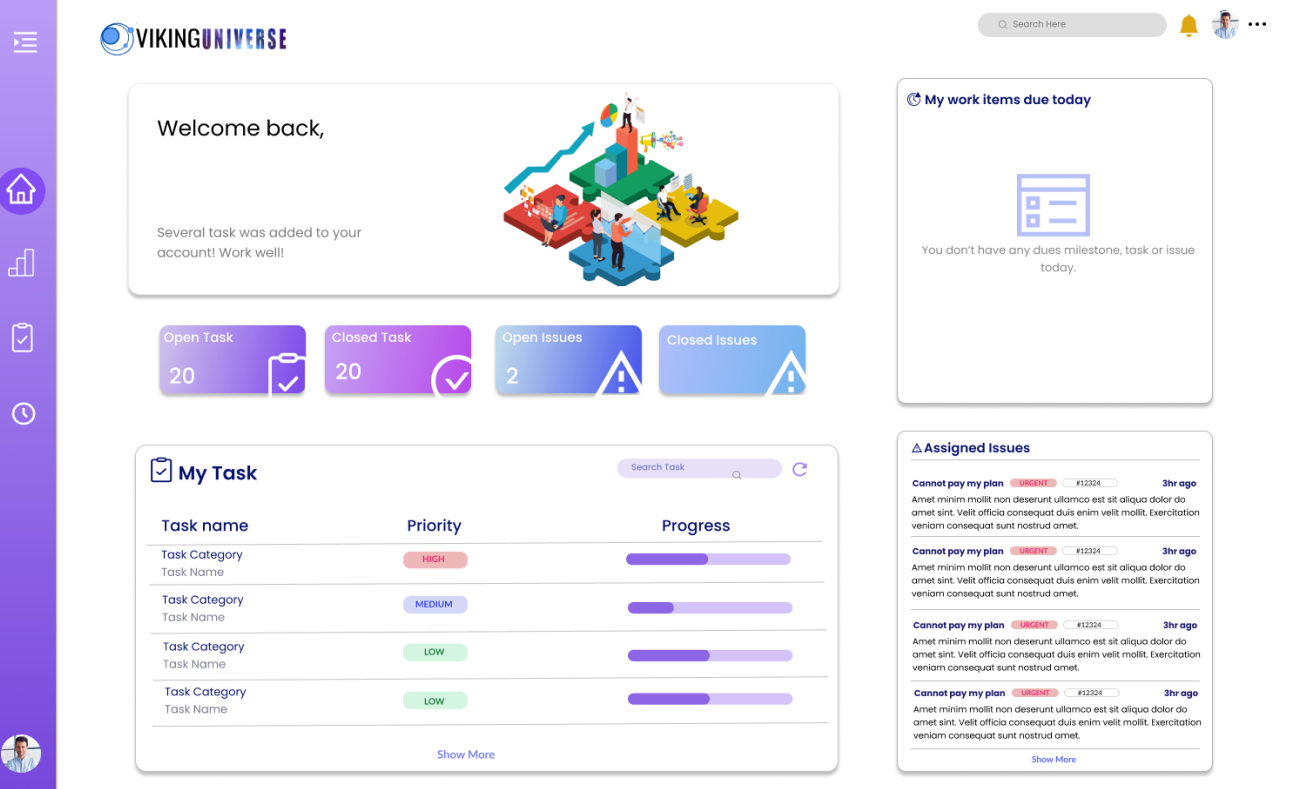 VIKINGUNIVERSE
Search Here
Welcome back,
Several task was added to your
account! Work well!
My work items due today
You don't have any dues milestone, task or issue
today.
Open Task
20
Closed Task
20
Open Issues
2
Closed Issues
My Task
Search Task
Task name Priority Progress
Task Category
HIGH
Task Name
Task Category
MEDIUM
Task Name
Task Category
LOW
Task Name
Task Category
LOW
Task Name
Show More
Assigned Issues
Cannot pay my plan URGENT #12324 3hr ago
Amet minim mollit non deserunt ullamco est sit aliqua dolor do
amet sint. Velit officia consequat duis enim velit mollit. Exercitation
veniam consequat sunt nostrud amet.
Cannot pay my plan URGENT #12324 3hr ago
Amet minim mollit non deserunt ullamco est sit aliqua dolor do
amet sint. Velit officia consequat duis enim velit mollit. Exercitation
veniam consequat sunt nostrud amet.
Cannot pay my plan URGENT #12324 3hr ago
Amet minim mollit non deserunt ullamco est sit aliqua dolor do
amet sint. Velit officia consequat duis enim velit mollit. Exercitation
veniam consequat sunt nostrud amet.
Cannot pay my plan URGENT #12324 3hr ago
Amet minim mollit non deserunt ullamco est sit aliqua dolor do
amet sint. Velit officia consequat duis enim velit mollit. Exercitation
veniam consequat sunt nostrud amet.
Show More